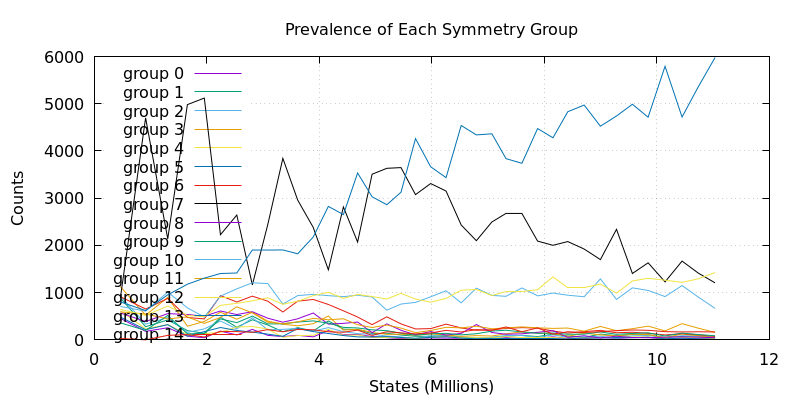 Prevalence of Each Symmetry Group
6000
5000
4000
3000
2000
1000
0
Counts
group 0
group 1
group 2
group 3
group 4
group 5
group 6
group 7
group 8
group 9
group 10
group 11
group 12
group 13
group 14
0 2 4 6 8 10 12
States (Millions)